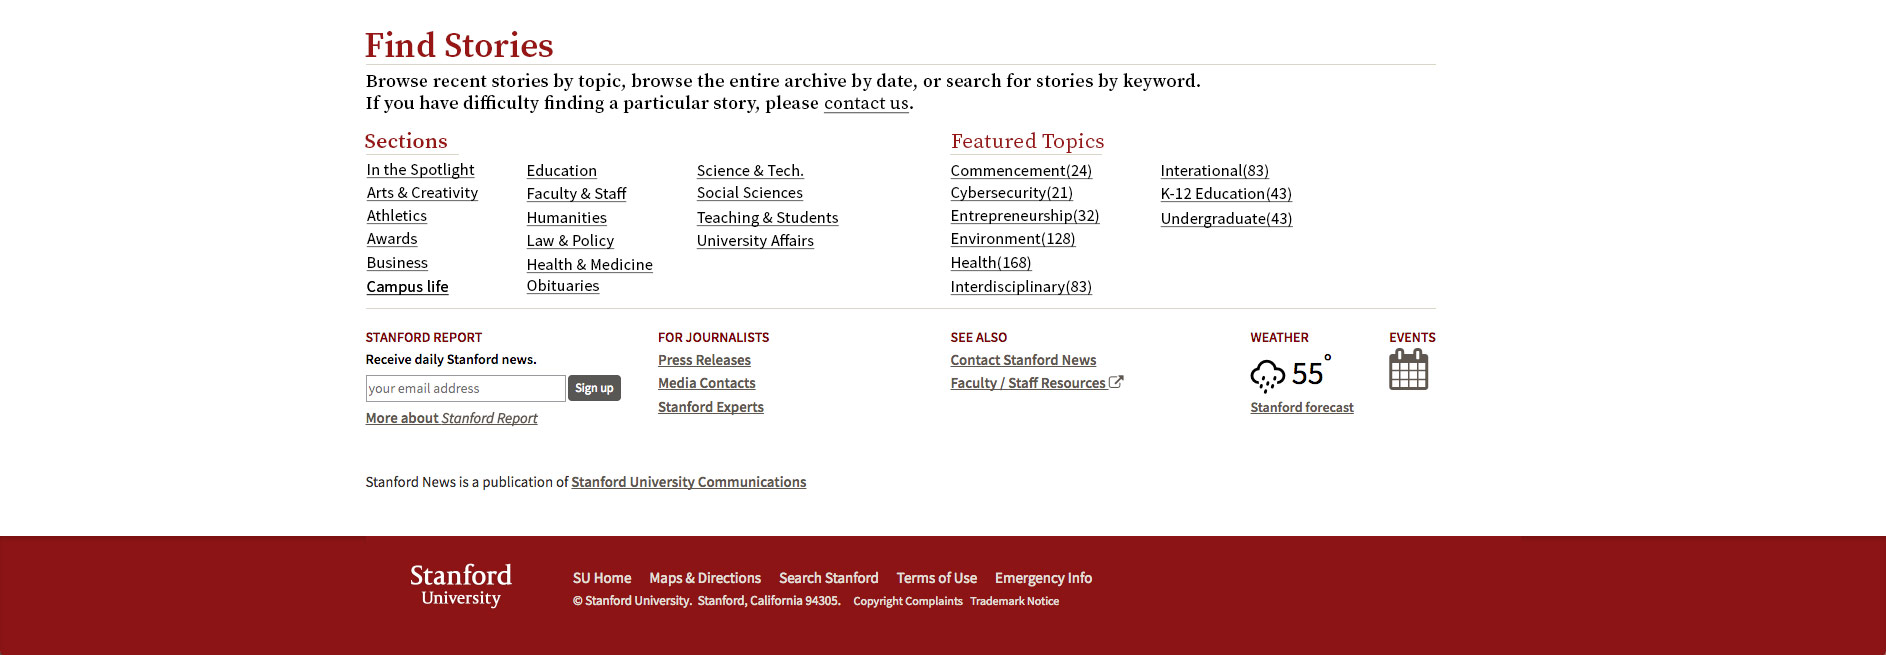 Find Stories
Browse recent stories by topic, browse the entire archive by date, or search for stories by keyword.
If you have difficulty finding a particular story, please contact us.
Sections
In the Spotlight
Arts & Creativity
Athletics
Awards
Business
Campus life
Education
Faculty & Staff
Humanities
Law & Policy
Health & Medicine
Obituaries
Science & Tech.
Social Sciences
Teaching & Students
University Affairs
Featured Topics
Commencement(24)
Cybersecurity(21)
Entrepreneurship(32)
Environment(128)
Health(168)
Interdisciplinary(83)
Interational(83)
K-12 Education(43)
Undergraduate(43)
STANFORD REPORT
Receive daily Stanford news.
your email address
Sign up
More about Stanford Report
FOR JOURNALISTS
Press Releases
Media Contacts
Stanford Experts
SEE ALSO
Contact Stanford News
Faculty / Staff Resources
WEATHER
55°
Stanford forecast
EVENTS
Stanford News is a publication of Stanford University Communications
Stanford
University
SU Home Maps & Directions Search Stanford Terms of Use Emergency Info
© Stanford University. Stanford, California 94305. Copyright Complaints Trademark Notice